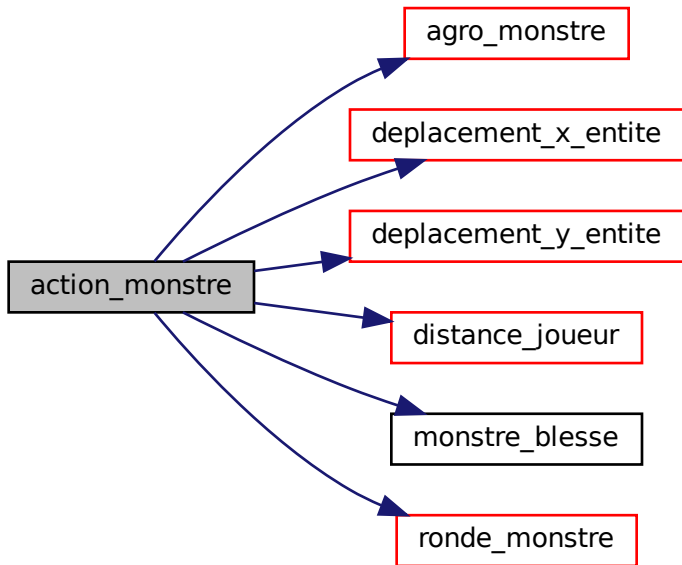 agro_monstre
deplacement_x_entite
deplacement_y_entite
action_monstre
distance_joueur
monstre_blesse
ronde_monstre